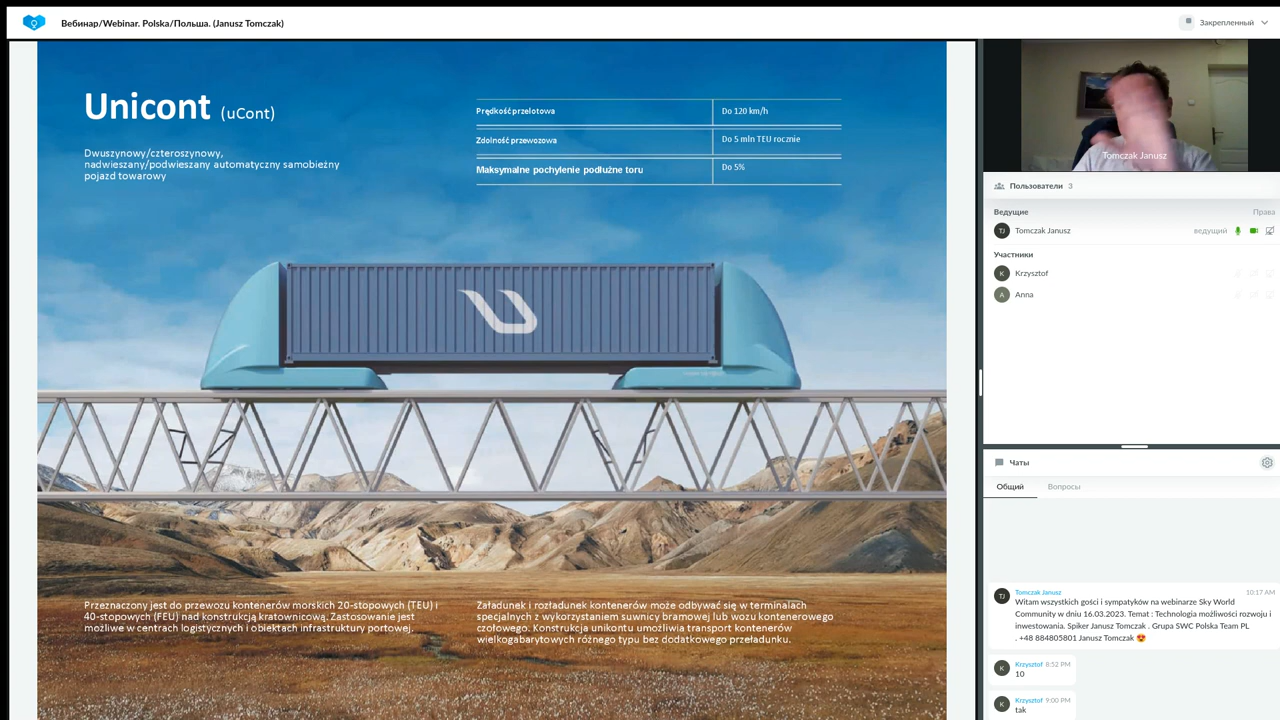 Вебинар/Webinar. Polska/Польша. (Janusz Tomczak)
Закрепленный
Unicont (uCont)
Dwuszynowy/czteroszynowy,
nadwieszany/podwieszany automatyczny samobieżny
pojazd towarowy
Prędkość przelotowa
Do 120 km/h
Zdolność przewozowa
Do 5 mln TEU rocznie
Maksymalne pochylenie podłużne toru
Do 5%
Przeznaczony jest do przewozu kontenerów morskich 20-stopowych (TEU) i
40-stopowych (FEU) nad konstrukcją kratownicową. Zastosowanie jest
możliwe w centrach logistycznych i obiektach infrastruktury portowej.
Załadunek i rozładunek kontenerów może odbywać się w terminalach
specjalnych z wykorzystaniem suwnicy bramowej lub wozu kontenerowego
czołowego. Konstrukcja unikontu umożliwia transport kontenerów
wielkogabarytowych różnego typu bez dodatkowego przeładunku.
Tomczak Janusz
Пользователи 3
Ведущие
Права
TJ Tomczak Janusz
ведущий
Участники
K Krzysztof
A Anna
Чаты
Общий
Вопросы
TJ Tomczak Janusz 10:17 AM
Witam wszystkich gości i sympatyków na webinarze Sky World
Community w dniu 16.03.2023. Temat : Technologia możliwości rozwoju i
inwestowania. Spiker Janusz Tomczak . Grupa SWC Polska Team PL
. +48 884805801 Janusz Tomczak 😍
K Krzysztof 8:52 PM
10
K Krzysztof 9:00 PM
tak